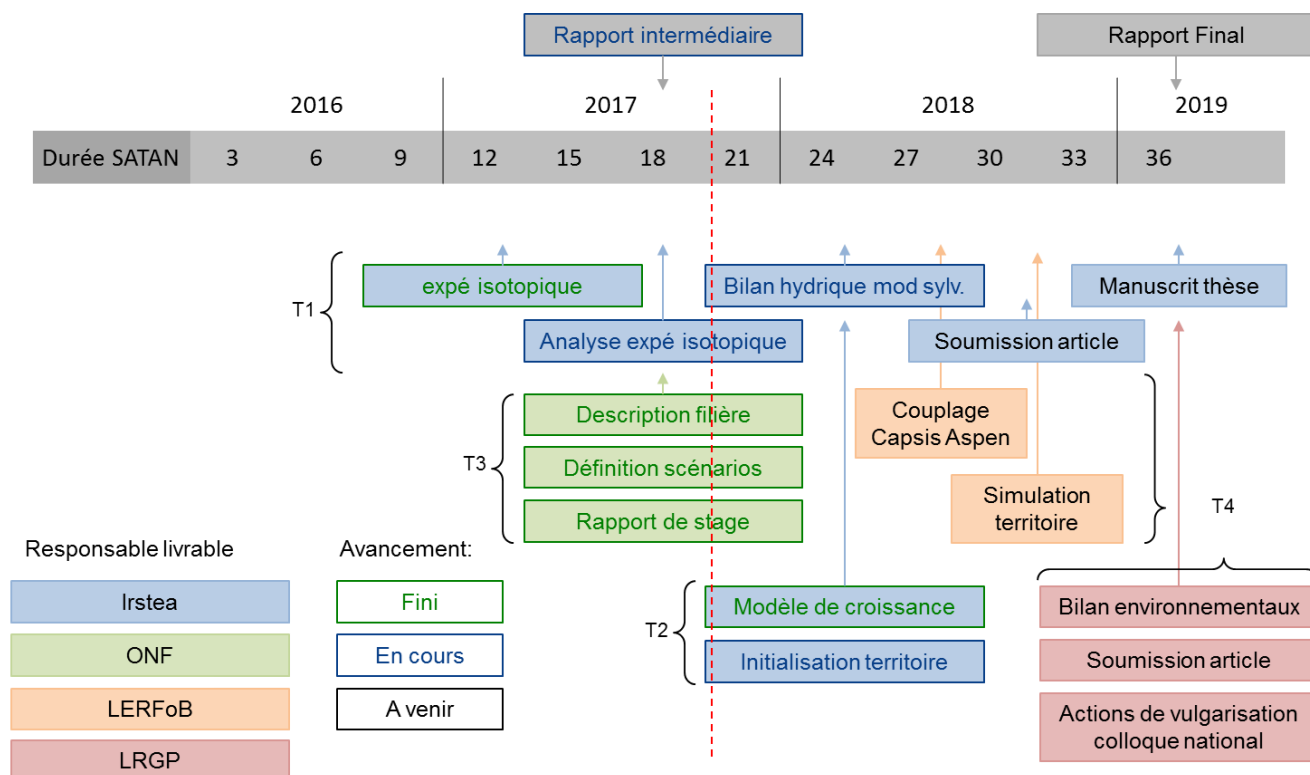 Rapport intermédiaire
Rapport Final
2016 2017 2018 2019
Durée SATAN 3 6 9 12 15 18 21 24 27 30 33 36
T1
expé isotopique
Bilan hydrique mod sylv.
Manuscrit thèse
Analyse expé isotopique
Soumission article
T3
Description filière
Définition scénarios
Rapport de stage
Couplage
Capsis Aspen
Simulation
territoire
T4
Responsable livrable
Irstea
ONF
LERFoB
LRGP
Avancement:
Fini
En cours
A venir
T2
Modèle de croissance
Initialisation territoire
Bilan environnementaux
Soumission article
Actions de vulgarisation
colloque national